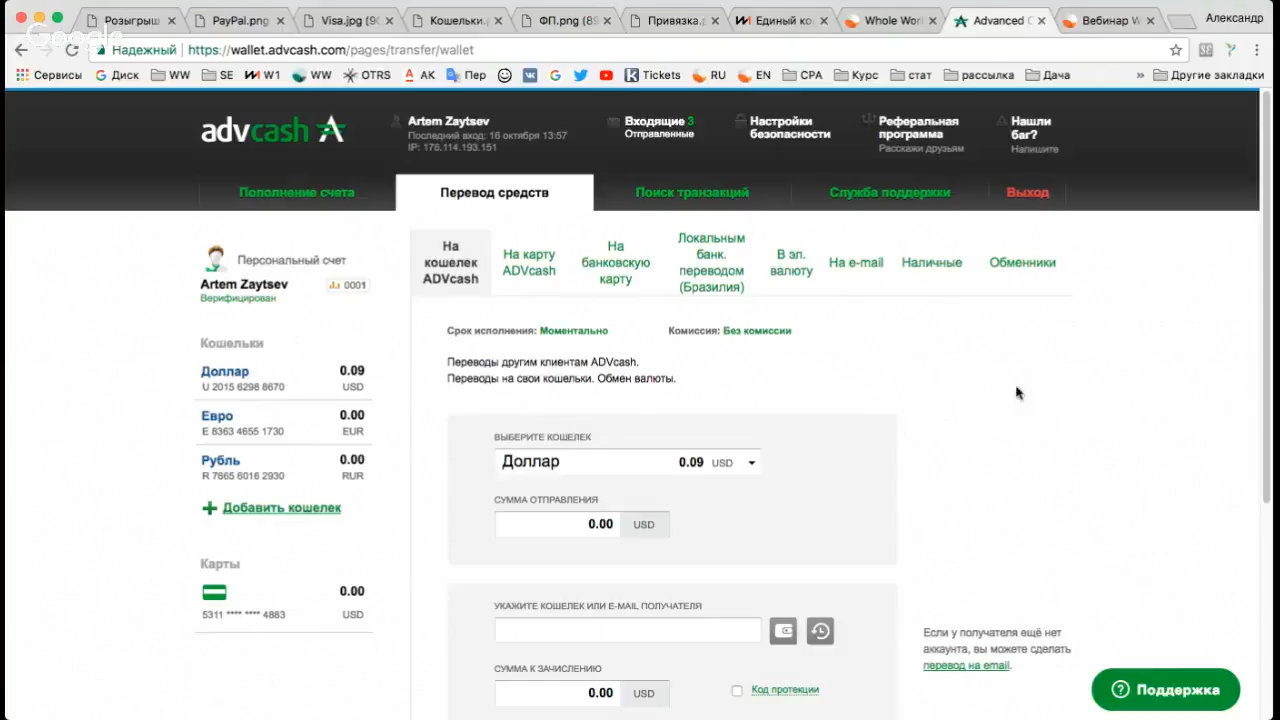 Розыгрыш
PayPal.png
Visa.jpg (9
Кошельки.
ФП.png (8
Привязка.
Единый ко
Whole Wor
Advanced C
Вебинар W
Александр
Google
Надежный | https://wallet.advcash.com/pages/transfer/wallet
Сервисы
Диск
WW
SE
W1
WW
OTRS
АК
Пер
Tickets
RU
EN
CPA
Курс
стат
рассылка
Дача
»
Другие закладки
advcash
Artem Zaytsev
Последний вход: 16 октября 13:57
IP: 176.114.193.151
Входящие 3
Отправленные
Настройки
безопасности
Реферальная
программа
Расскажи друзьям
Нашли
баг?
Напишите
Пополнение счета
Перевод средств
Поиск транзакций
Служба поддержки
Выход
Персональный счет
Artem Zaytsev
0001
Верифицирован
Кошельки
Доллар 0.09
U 2015 6298 8670 USD
Евро 0.00
E 8363 4655 1730 EUR
Рубль 0.00
R 7665 6016 2930 RUR
Добавить кошелек
Карты
0.00
5311 **** **** 4883 USD
На
кошелек
ADVcash
На карту
ADVcash
На
банковскую
карту
Локальным
банк.
переводом
(Бразилия)
В эл.
валюту
На e-mail
Наличные
Обменники
Срок исполнения: Моментально
Комиссия: Без комиссии
Переводы другим клиентам ADVcash.
Переводы на свои кошельки. Обмен валюты.
ВЫБЕРИТЕ КОШЕЛЕК
Доллар 0.09 USD
СУММА ОТПРАВЛЕНИЯ
0.00 USD
УКАЖИТЕ КОШЕЛЕК ИЛИ E-MAIL ПОЛУЧАТЕЛЯ
СУММА К ЗАЧИСЛЕНИЮ
0.00 USD
Код протекции
Если у получателя ещё нет
аккаунта, вы можете сделать
перевод на email.
Поддержка